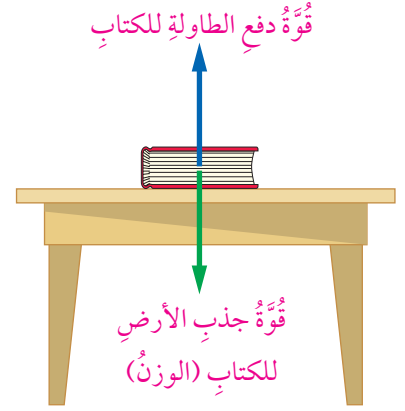 قُوَّةُ دفعِ الطاولةِ للكتابِ
قُوَّةُ جذبِ الأرضِ
للكتابِ (الوزنُ)